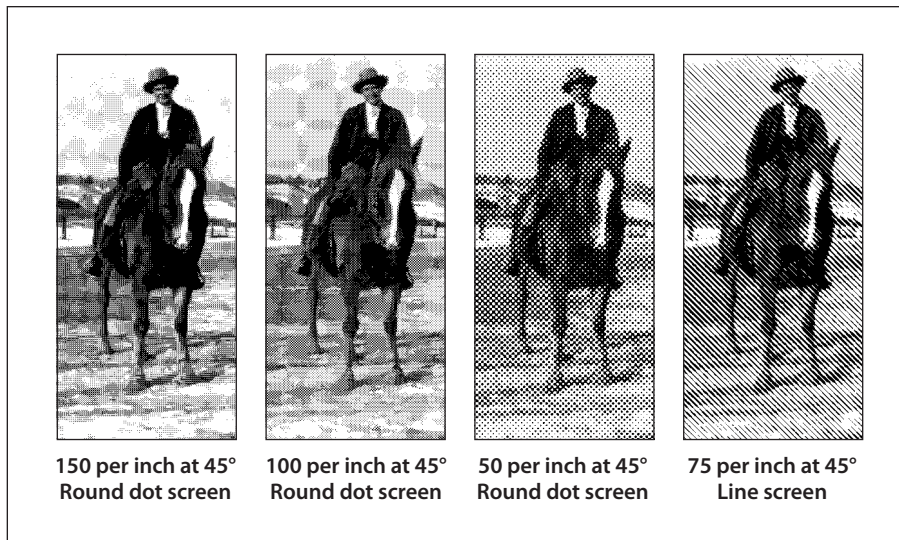 150 per inch at 45°
Round dot screen
100 per inch at 45°
Round dot screen
50 per inch at 45°
Round dot screen
75 per inch at 45°
Line screen